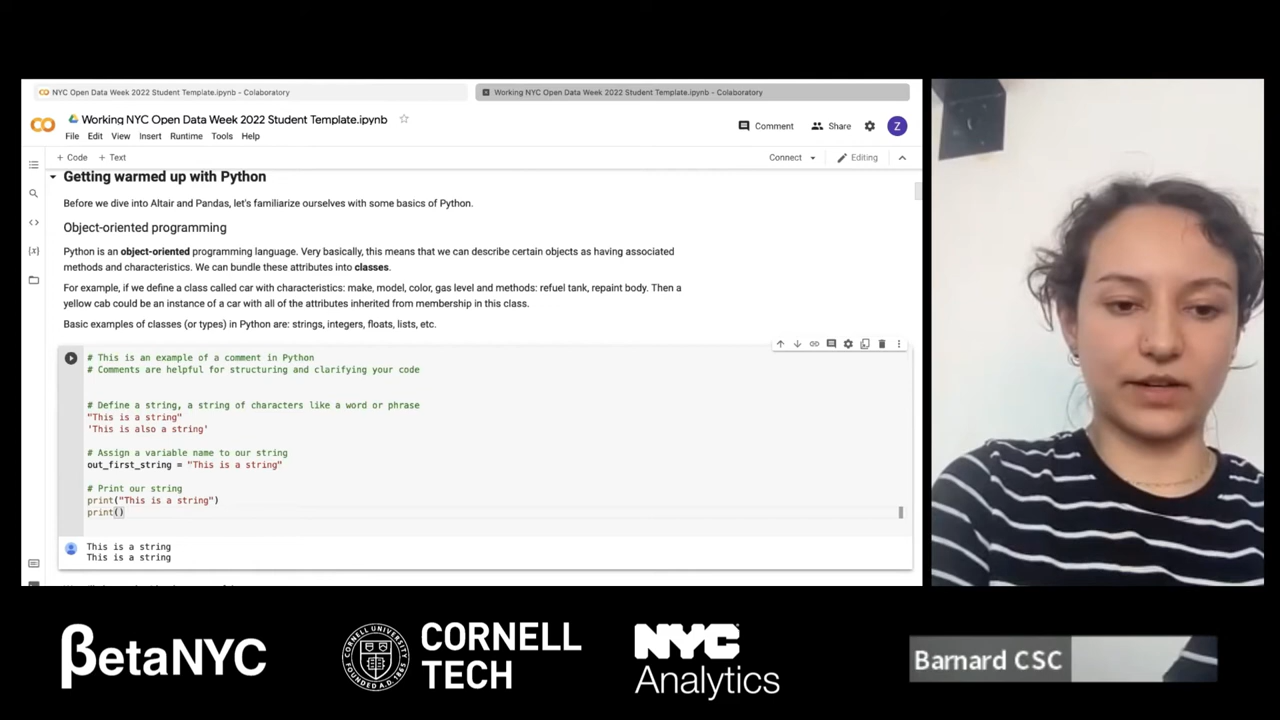 NYC Open Data Week 2022 Student Template.ipynb - Colaboratory
Working NYC Open Data Week 2022 Student Template.ipynb - Colaboratory
Working NYC Open Data Week 2022 Student Template.ipynb
File Edit View Insert Runtime Tools Help
Comment Share Z
+ Code + Text
Connect Editing
Getting warmed up with Python
Before we dive into Altair and Pandas, let's familiarize ourselves with some basics of Python.
Object-oriented programming
Python is an object-oriented programming language. Very basically, this means that we can describe certain objects as having associated
methods and characteristics. We can bundle these attributes into classes.
For example, if we define a class called car with characteristics: make, model, color, gas level and methods: refuel tank, repaint body. Then a
yellow cab could be an instance of a car with all of the attributes inherited from membership in this class.
Basic examples of classes (or types) in Python are: strings, integers, floats, lists, etc.
# This is an example of a comment in Python
# Comments are helpful for structuring and clarifying your code
# Define a string, a string of characters like a word or phrase
"This is a string"
'This is also a string'
# Assign a variable name to our string
out_first_string = "This is a string"
# Print our string
print("This is a string")
print()
This is a string
This is a string
βetaNYC
CORNELL
TECH
NYC
Analytics
Barnard CSC